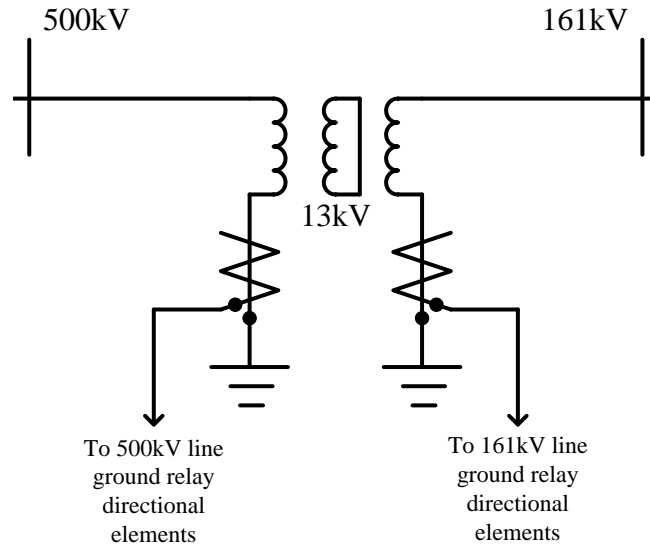 500kV
161kV
13kV
To 500kV line
ground relay
directional
elements
To 161kV line
ground relay
directional
elements